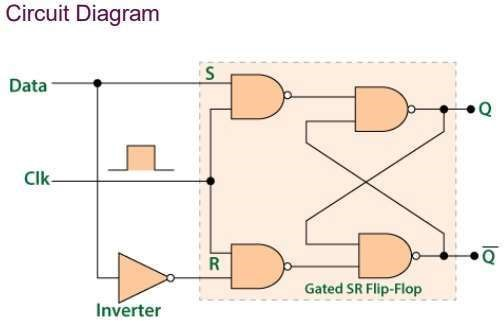 Circuit Diagram
S
Data
Q
Clk
R
Q
Gated SR Flip-Flop
Inverter